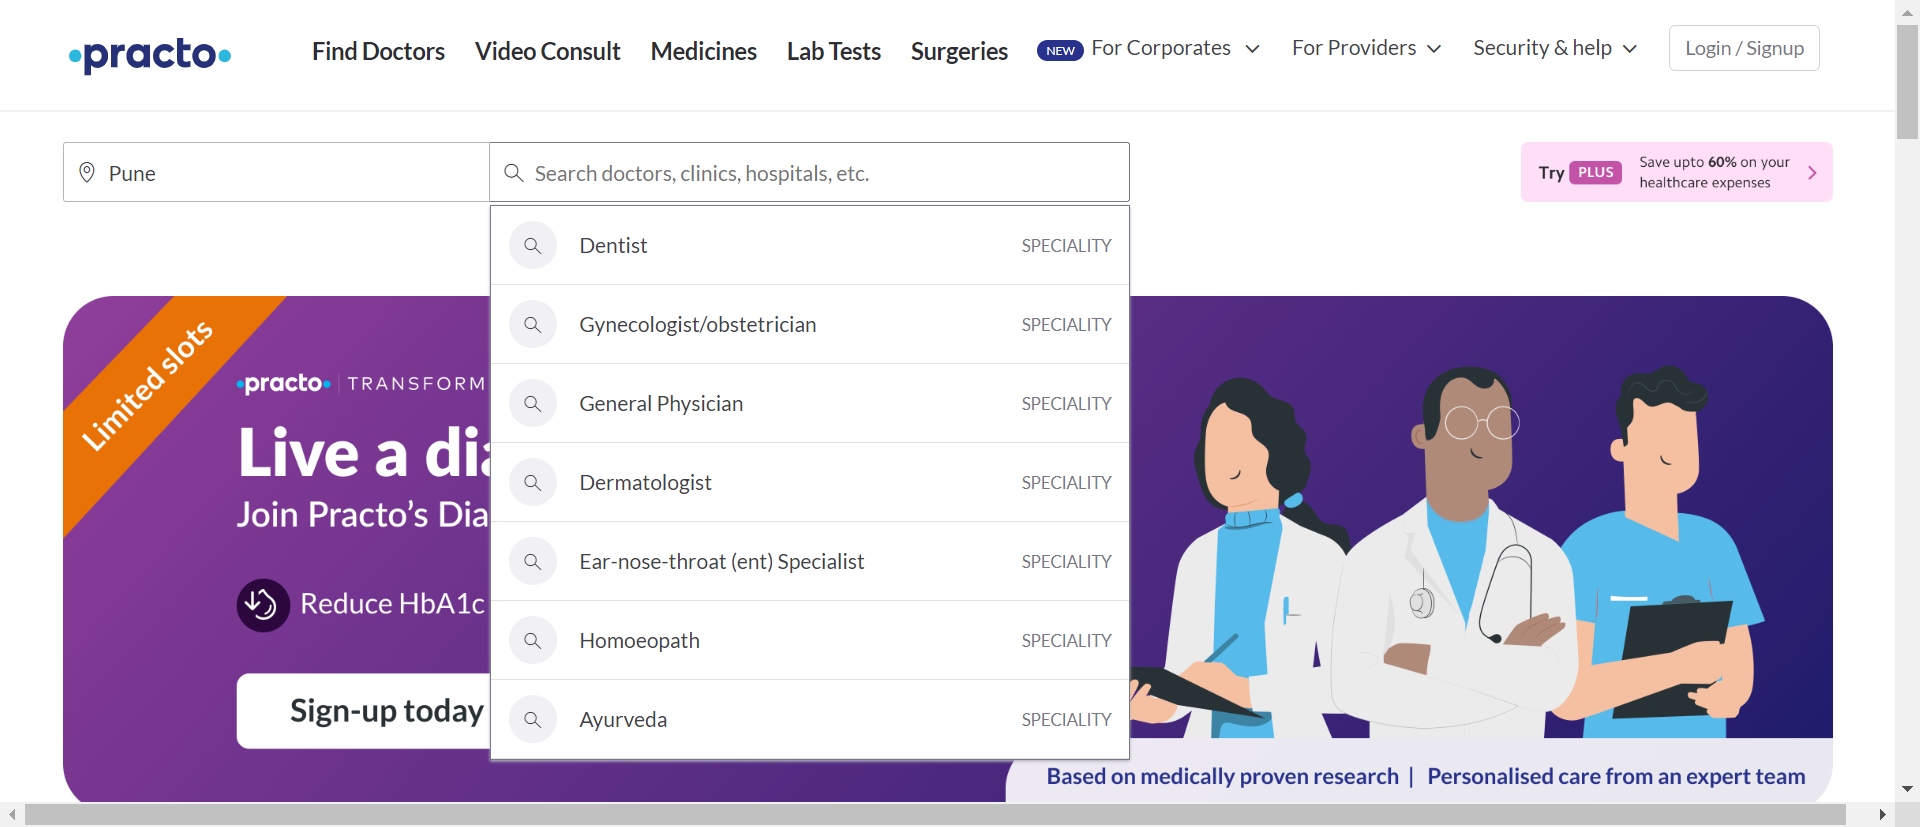 practo
Find Doctors
Video Consult
Medicines
Lab Tests
Surgeries
NEW For Corporates
For Providers
Security & help
Login / Signup
Pune
Search doctors, clinics, hospitals, etc.
Try PLUS
Save upto 60% on your
healthcare expenses
Dentist SPECIALITY
Gynecologist/obstetrician SPECIALITY
General Physician SPECIALITY
Dermatologist SPECIALITY
Ear-nose-throat (ent) Specialist SPECIALITY
Homoeopath SPECIALITY
Ayurveda SPECIALITY
Limited slots
practo | TRANSFORM
Live a dia
Join Practo's Dia
Reduce HbA1c
Sign-up today
Based on medically proven research | Personalised care from an expert team